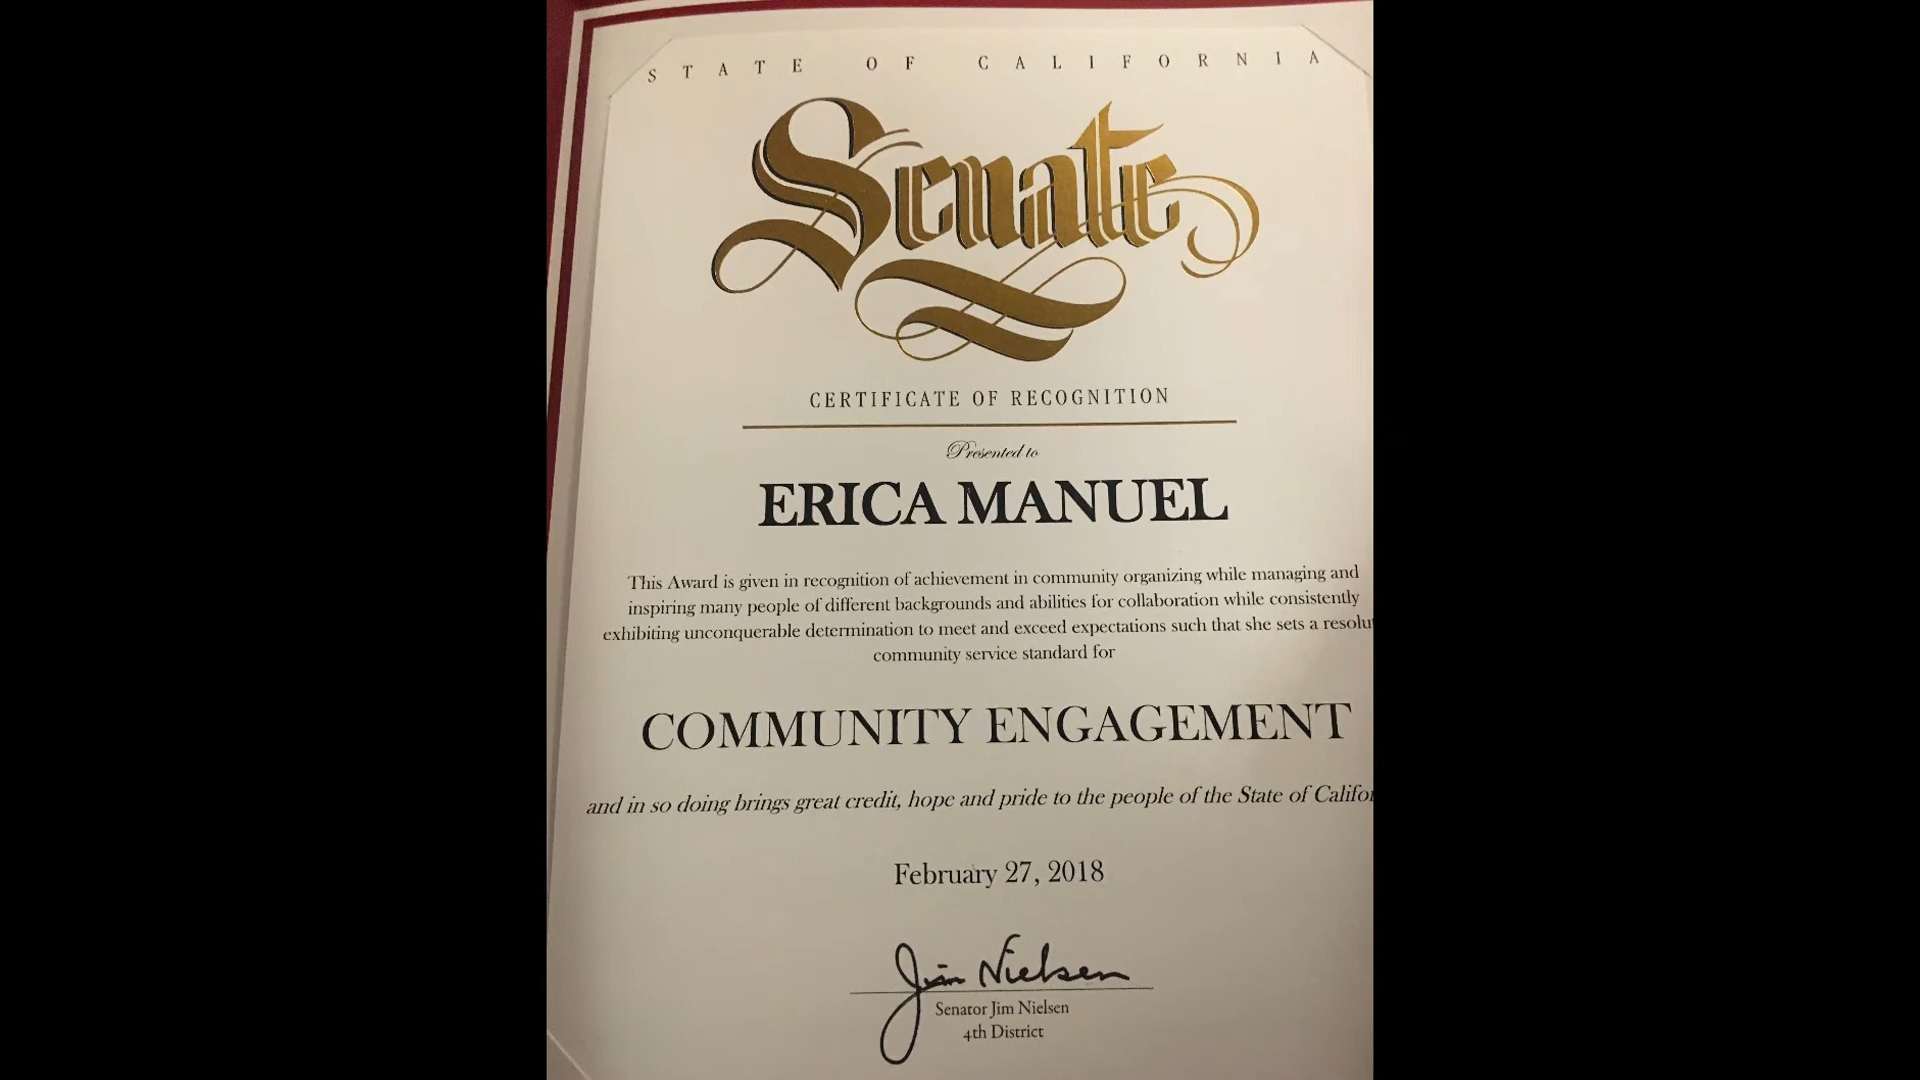 STATE OF CALIFORNIA
Senate
CERTIFICATE OF RECOGNITION
Presented to
ERICA MANUEL
This Award is given in recognition of achievement in community organizing while managing and
inspiring many people of different backgrounds and abilities for collaboration while consistently
exhibiting unconquerable determination to meet and exceed expectations such that she sets a
community service standard for
COMMUNITY ENGAGEMENT
and in so doing brings great credit, hope and pride to the people of the State of
February 27, 2018
Jim Nielsen
Senator Jim Nielsen
4th District